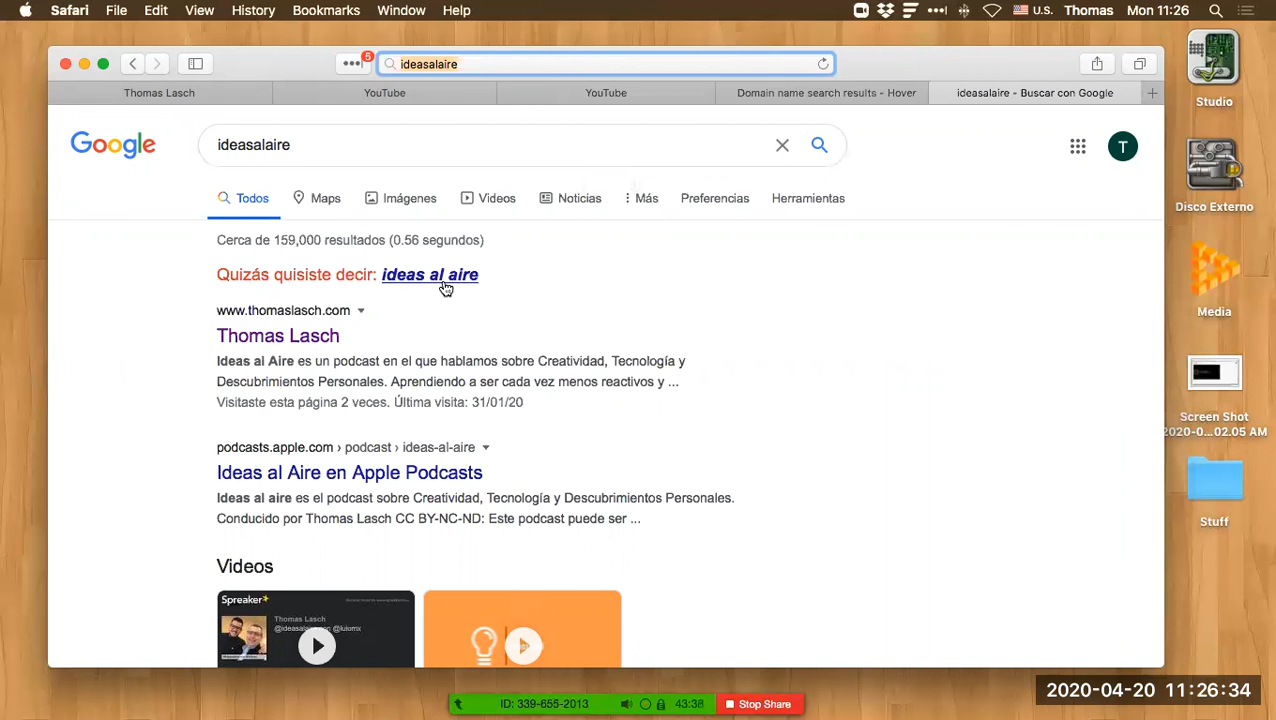 Safari File Edit View History Bookmarks Window Help U.S. Thomas Mon 11:26
5 ideasalaire
Thomas Lasch YouTube YouTube Domain name search results - Hover ideasalaire - Buscar con Google
Google ideasalaire T
Todos Maps Imágenes Videos Noticias Más Preferencias Herramientas
Cerca de 159,000 resultados (0.56 segundos)
Quizás quisiste decir: ideas al aire
www.thomaslasch.com
Thomas Lasch
Ideas al Aire es un podcast en el que hablamos sobre Creatividad, Tecnología y
Descubrimientos Personales. Aprendiendo a ser cada vez menos reactivos y ...
Visitaste esta página 2 veces. Última visita: 31/01/20
podcasts.apple.com › podcast › ideas-al-aire
Ideas al Aire en Apple Podcasts
Ideas al aire es el podcast sobre Creatividad, Tecnología y Descubrimientos Personales.
Conducido por Thomas Lasch CC BY-NC-ND: Este podcast puede ser ...
Videos
Spreaker
Thomas Lasch
@ideasalaire
Studio
Disco Externo
Media
Screen Shot
2020-0...02.05 AM
Stuff
2020-04-20 11:26:34
ID: 339-655-2013 43:38 Stop Share